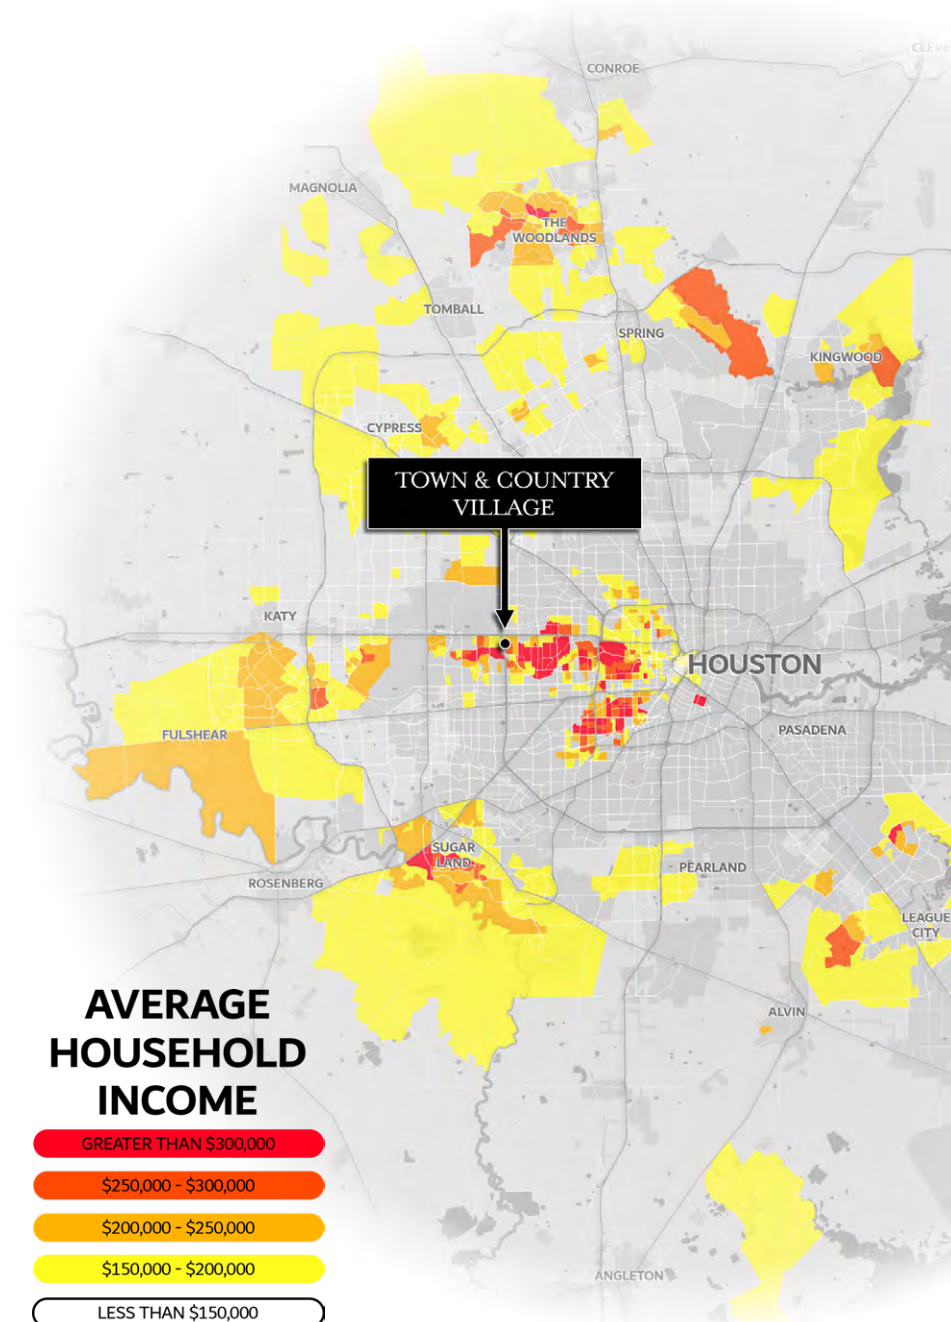 CLEVE
CONROE
MAGNOLIA
THE
WOODLANDS
TOMBALL
SPRING
KINGWOOD
CYPRESS
TOWN & COUNTRY
VILLAGE
KATY
HOUSTON
FULSHEAR
PASADENA
SUGAR
LAND
PEARLAND
ROSENBERG
LEAGUE
CITY
ALVIN
AVERAGE
HOUSEHOLD
INCOME
GREATER THAN $300,000
$250,000 - $300,000
$200,000 - $250,000
$150,000 - $200,000
LESS THAN $150,000
ANGLETON